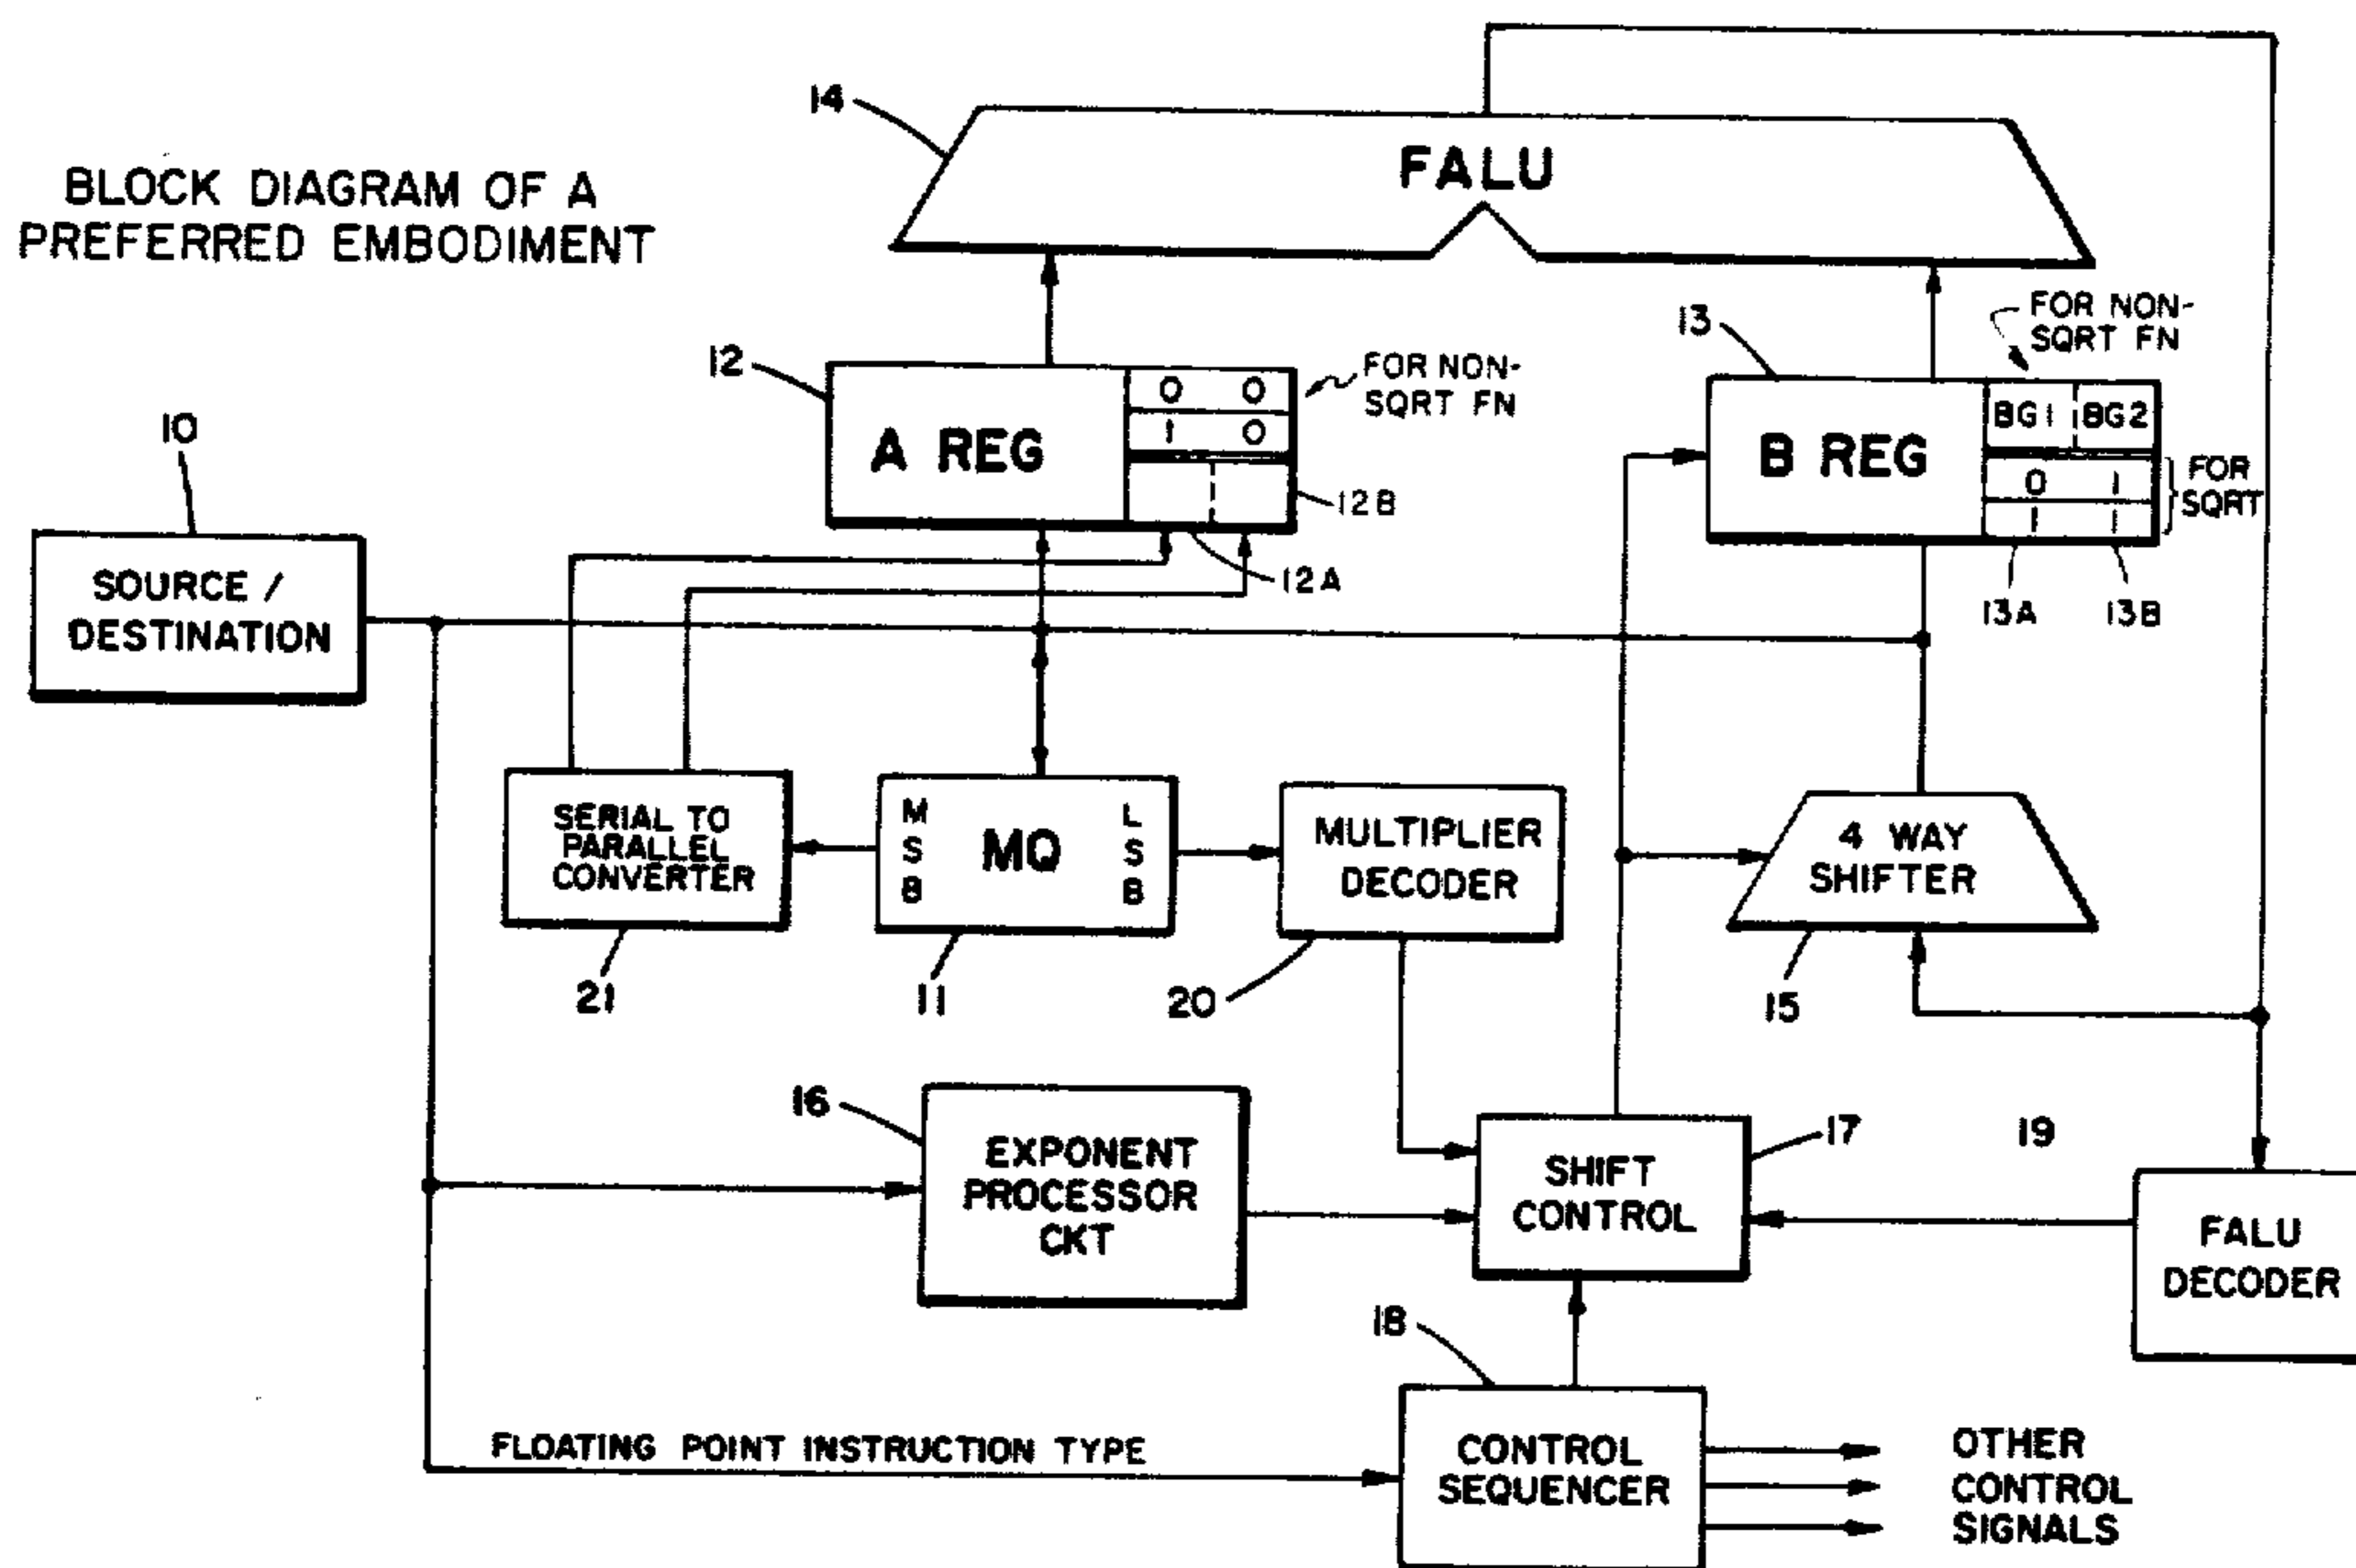 BLOCK DIAGRAM OF A
PREFERRED EMBODIMENT
14
FALU
12
A REG
0 0
1 0
FOR NON-
SQRT FN
12B
12A
13
B REG
FOR NON-
SQRT FN
BG1 BG2
0 1
1 1
FOR
SQRT
13A
13B
10
SOURCE /
DESTINATION
SERIAL TO
PARALLEL
CONVERTER
21
MSB
MQ
LSB
11
MULTIPLIER
DECODER
20
4 WAY
SHIFTER
15
16
EXPONENT
PROCESSOR
CKT
SHIFT
CONTROL
17
19
FALU
DECODER
18
FLOATING POINT INSTRUCTION TYPE
CONTROL
SEQUENCER
OTHER
CONTROL
SIGNALS